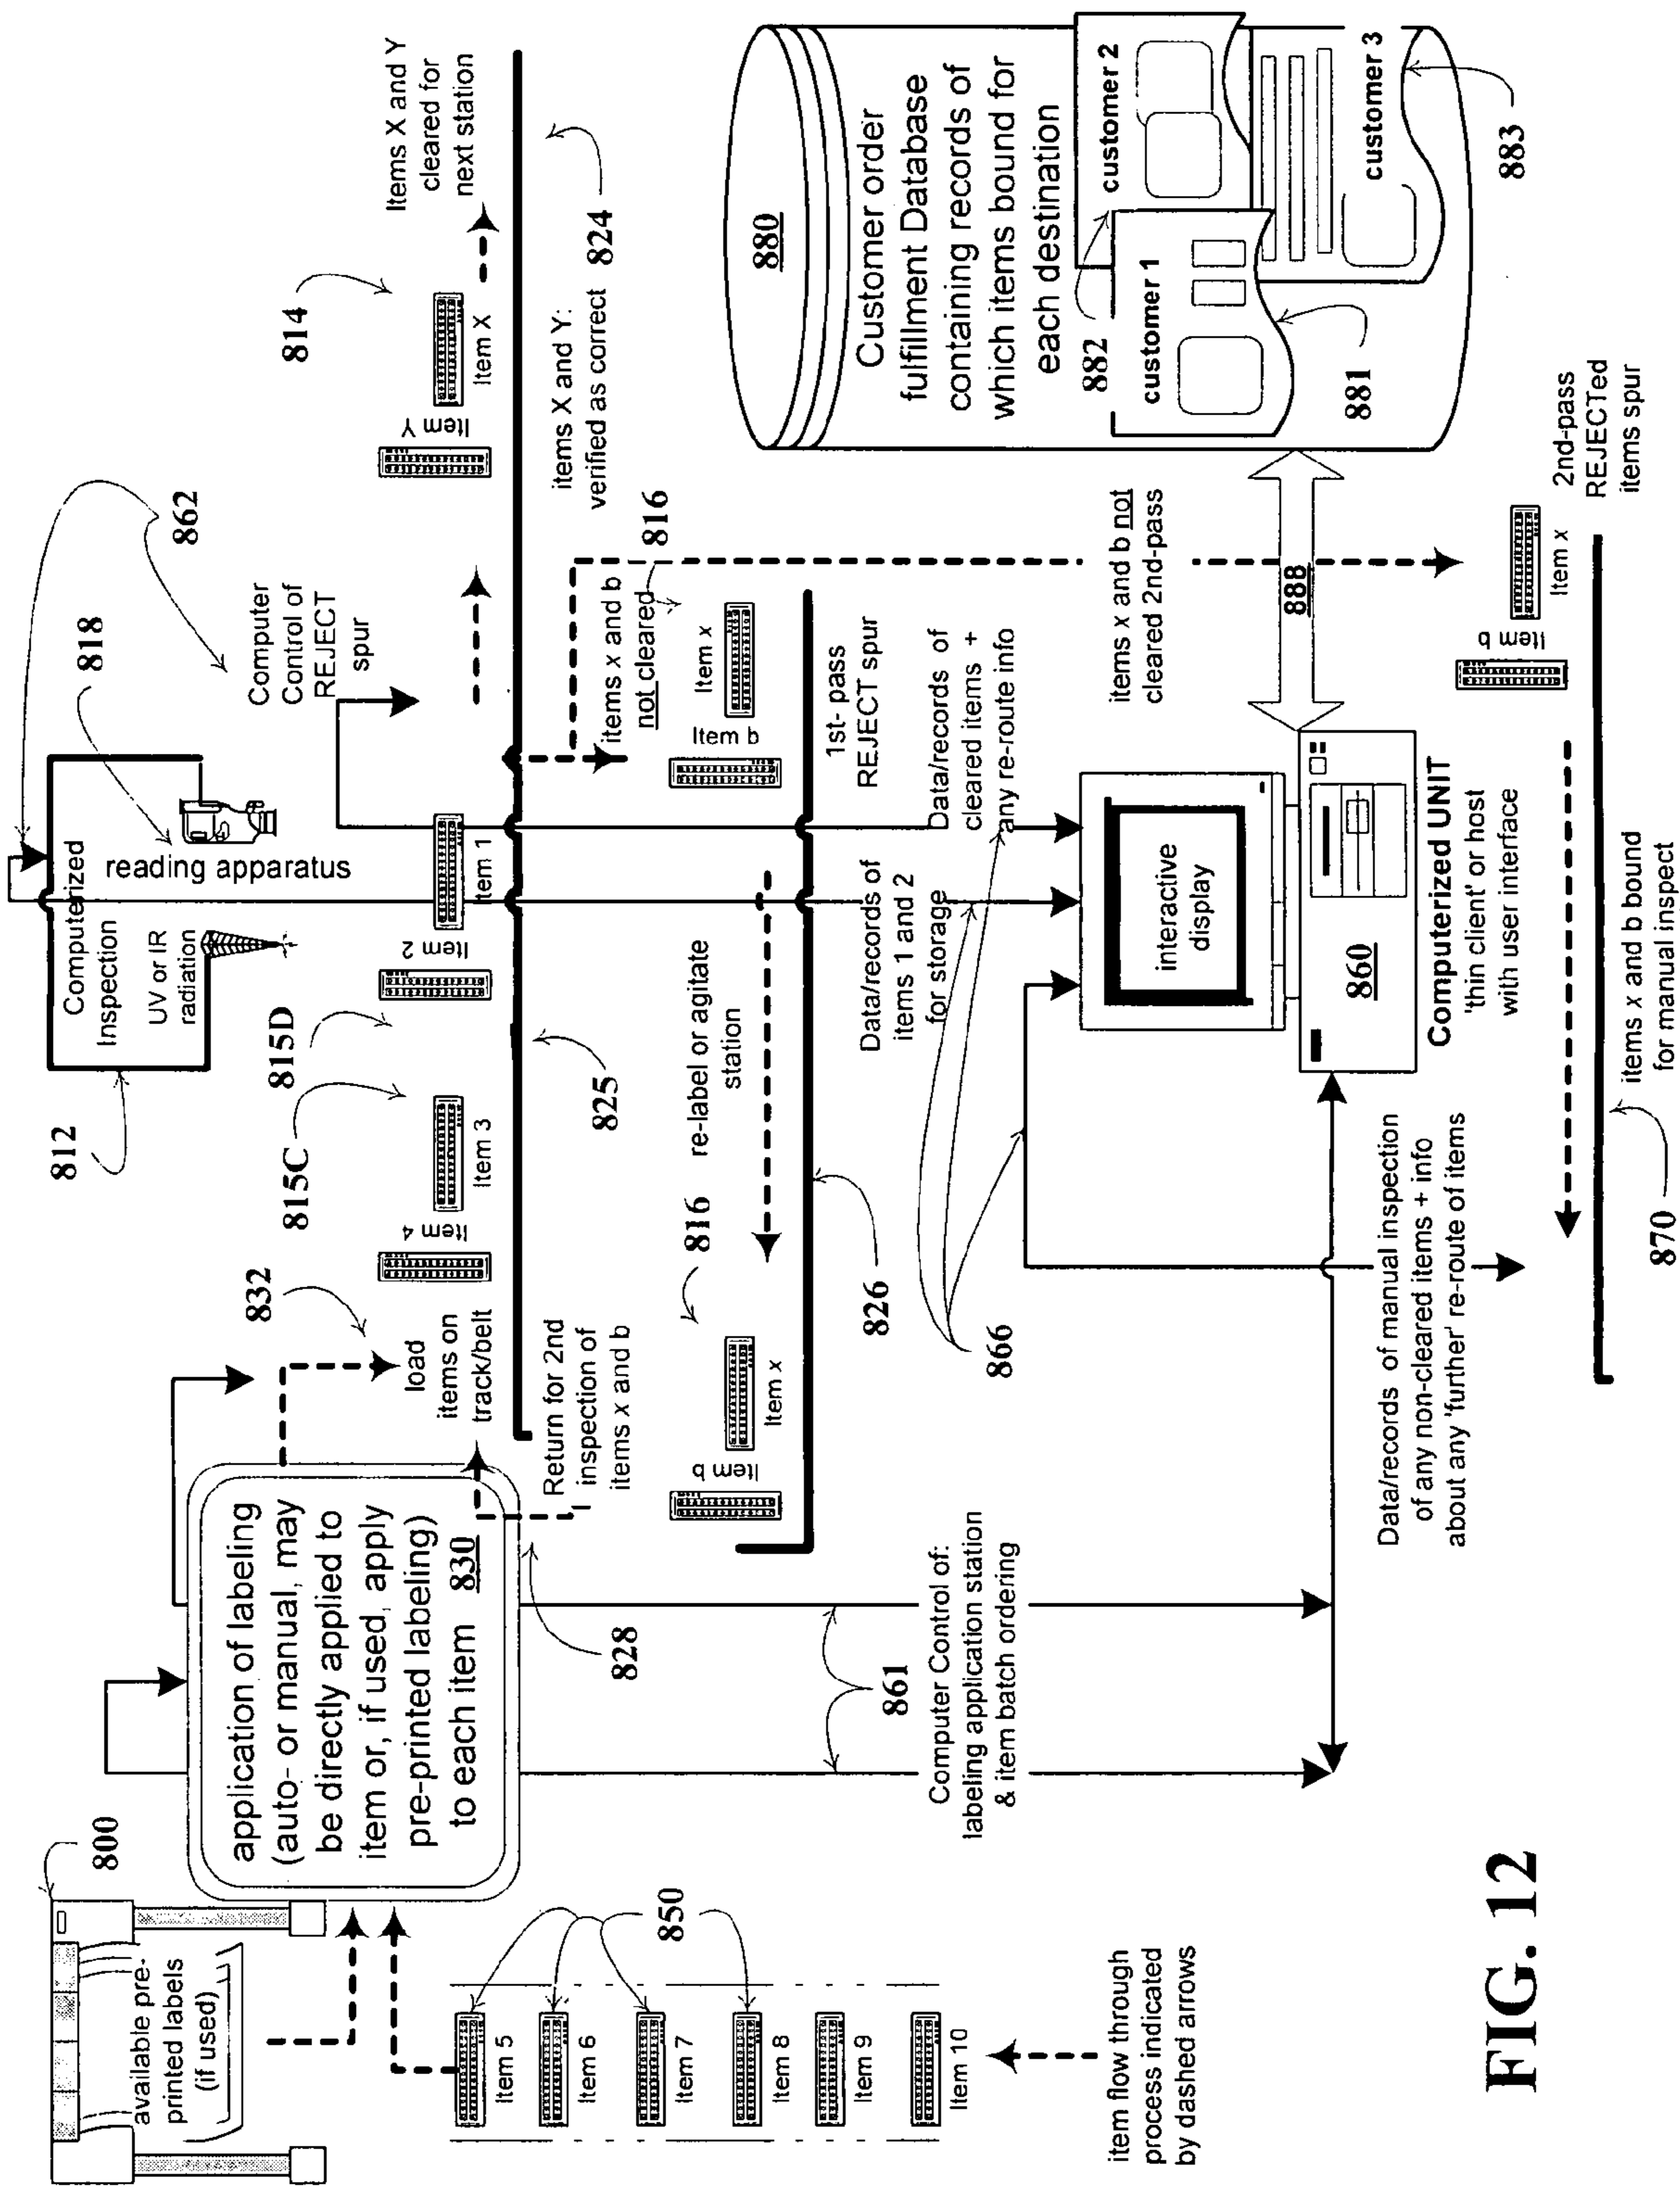 800
available pre-
printed labels
(if used)
application of labeling
(auto- or manual, may
be directly applied to
item or, if used, apply
pre-printed labeling)
to each item 830
832
load
items on
track/belt
Item 5
Item 6
Item 7
Item 8
Item 9
Item 10
850
item flow through
process indicated
by dashed arrows
812
Computerized
Inspection
UV or IR
radiation
reading apparatus
818
862
Computer
Control of
REJECT
spur
815C
815D
Item 4
Item 3
Item 2
Item 1
825
814
Item Y
Item X
Items X and Y
cleared for
next station
items X and Y:
verified as correct 824
828
Return for 2nd
inspection of
items x and b
816 re-label or agitate
station
Item b
Item x
826
items x and b
not cleared
816
Item b
Item x
1st- pass
REJECT spur
861
Computer Control of:
labeling application station
& item batch ordering
866
Data/records of
items 1 and 2
for storage
Data/records of
cleared items +
any re-route info
interactive
display
860
Computerized UNIT
'thin client' or host
with user interface
888
880
Customer order
fulfillment Database
containing records of
which items bound for
each destination
882
customer 1
customer 2
customer 3
881
883
items x and b not
cleared 2nd-pass
Item b
Item x
2nd-pass
REJECTed
items spur
Data/records of manual inspection
of any non-cleared items + info
about any 'further' re-route of items
870
items x and b bound
for manual inspect
FIG. 12